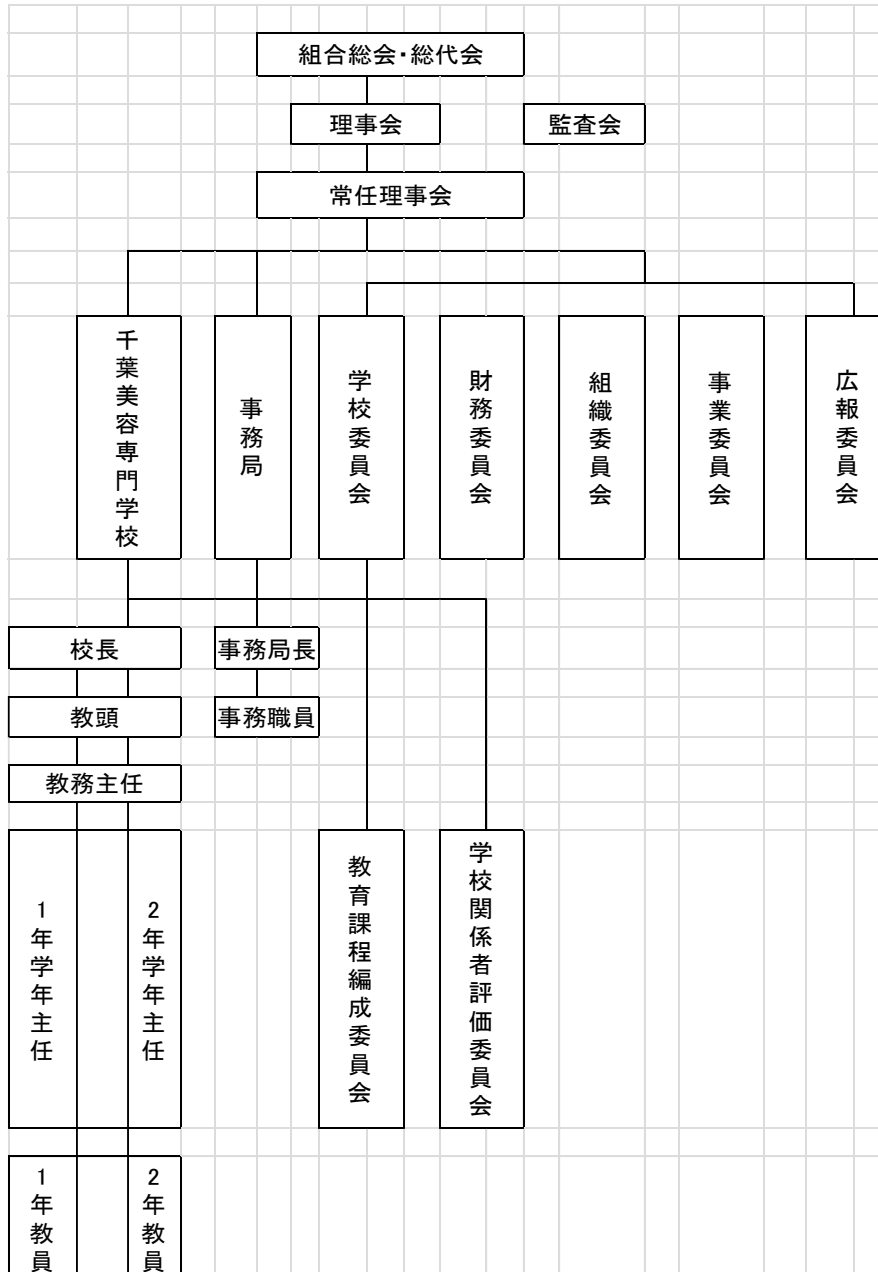 組合総会・総代会
理事会
監査会
常任理事会
千葉美容専門学校
事務局
学校委員会
財務委員会
組織委員会
事業委員会
広報委員会
校長
事務局長
教頭
事務職員
教務主任
1年学年主任
2年学年主任
教育課程編成委員会
学校関係者評価委員会
1年教員
2年教員